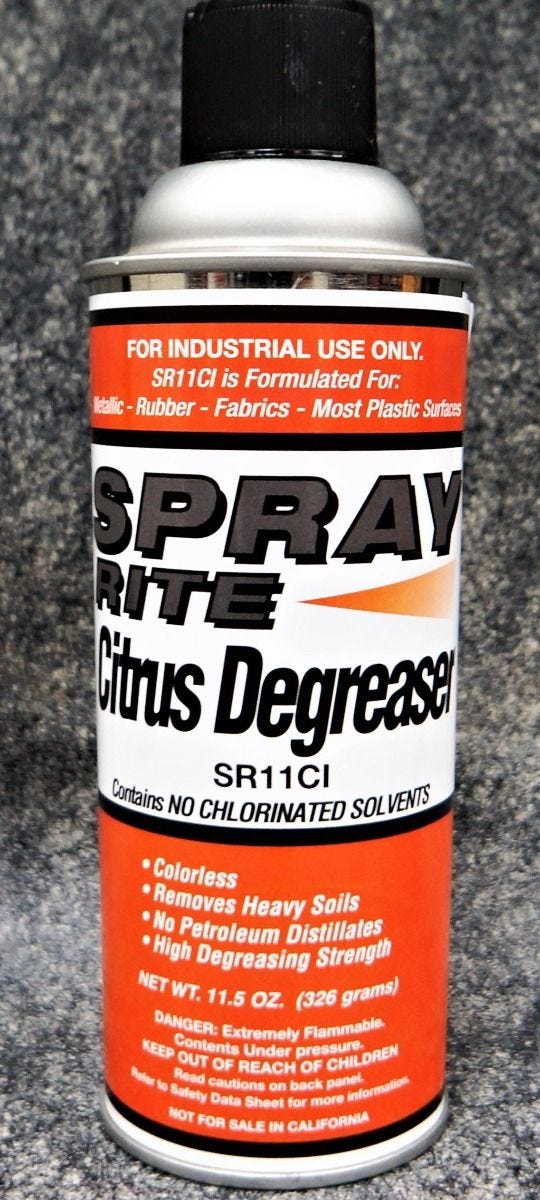 FOR INDUSTRIAL USE ONLY.
SR11CI is Formulated For:
Metallic - Rubber - Fabrics - Most Plastic Surfaces
SPRAY
RITE
Citrus Degreaser
SR11CI
Contains NO CHLORINATED SOLVENTS
• Colorless
• Removes Heavy Soils
• No Petroleum Distillates
• High Degreasing Strength
NET WT. 11.5 OZ. (326 grams)
DANGER: Extremely Flammable.
Contents Under pressure.
KEEP OUT OF REACH OF CHILDREN
Read cautions on back panel.
Refer to Safety Data Sheet for more information.
NOT FOR SALE IN CALIFORNIA